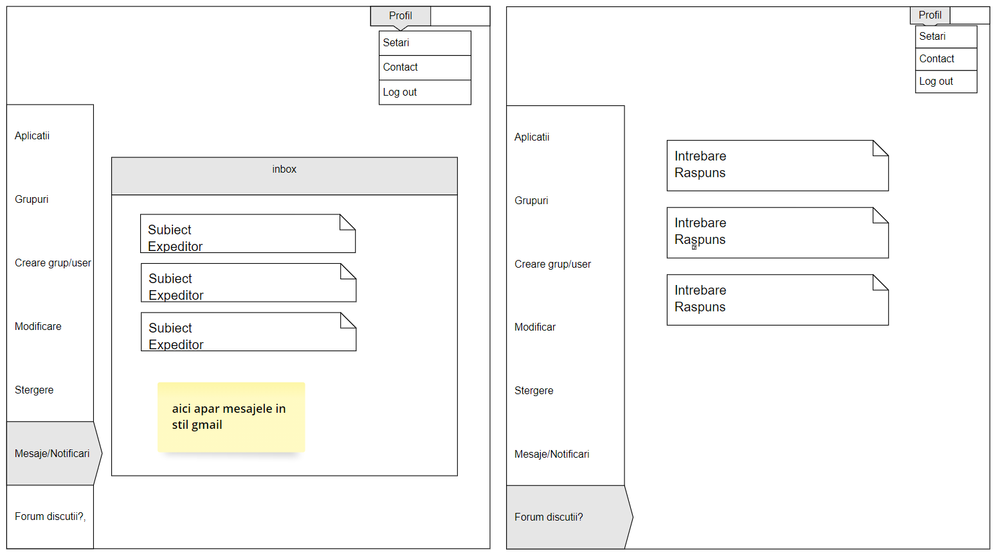 Profil
Setari
Contact
Log out
Aplicatii
Grupuri
Creare grup/user
Modificare
Stergere
Mesaje/Notificari
Forum discutii?,
inbox
Subiect
Expeditor
Subiect
Expeditor
Subiect
Expeditor
aici apar mesajele in
stil gmail
Profil
Setari
Contact
Log out
Aplicatii
Grupuri
Creare grup/user
Modificar
Stergere
Mesaje/Notificari
Forum discutii?
Intrebare
Raspuns
Intrebare
Raspuns
Intrebare
Raspuns